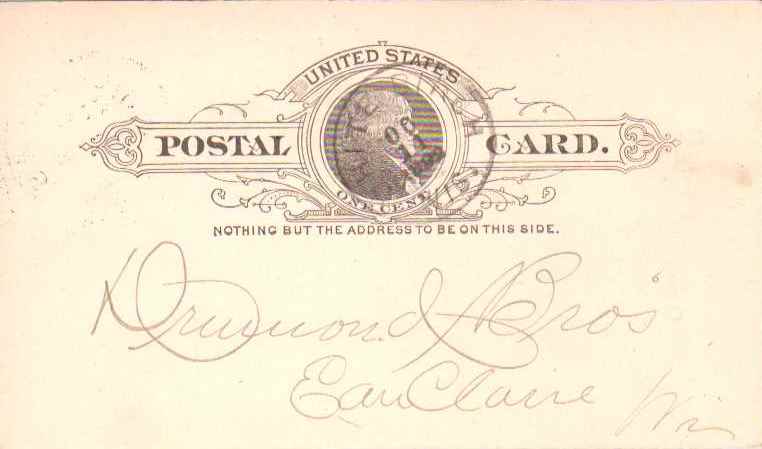 UNITED STATES
POSTAL CARD.
ONE CENT
NOTHING BUT THE ADDRESS TO BE ON THIS SIDE.
Drummond Bro's
Eau Claire Wis